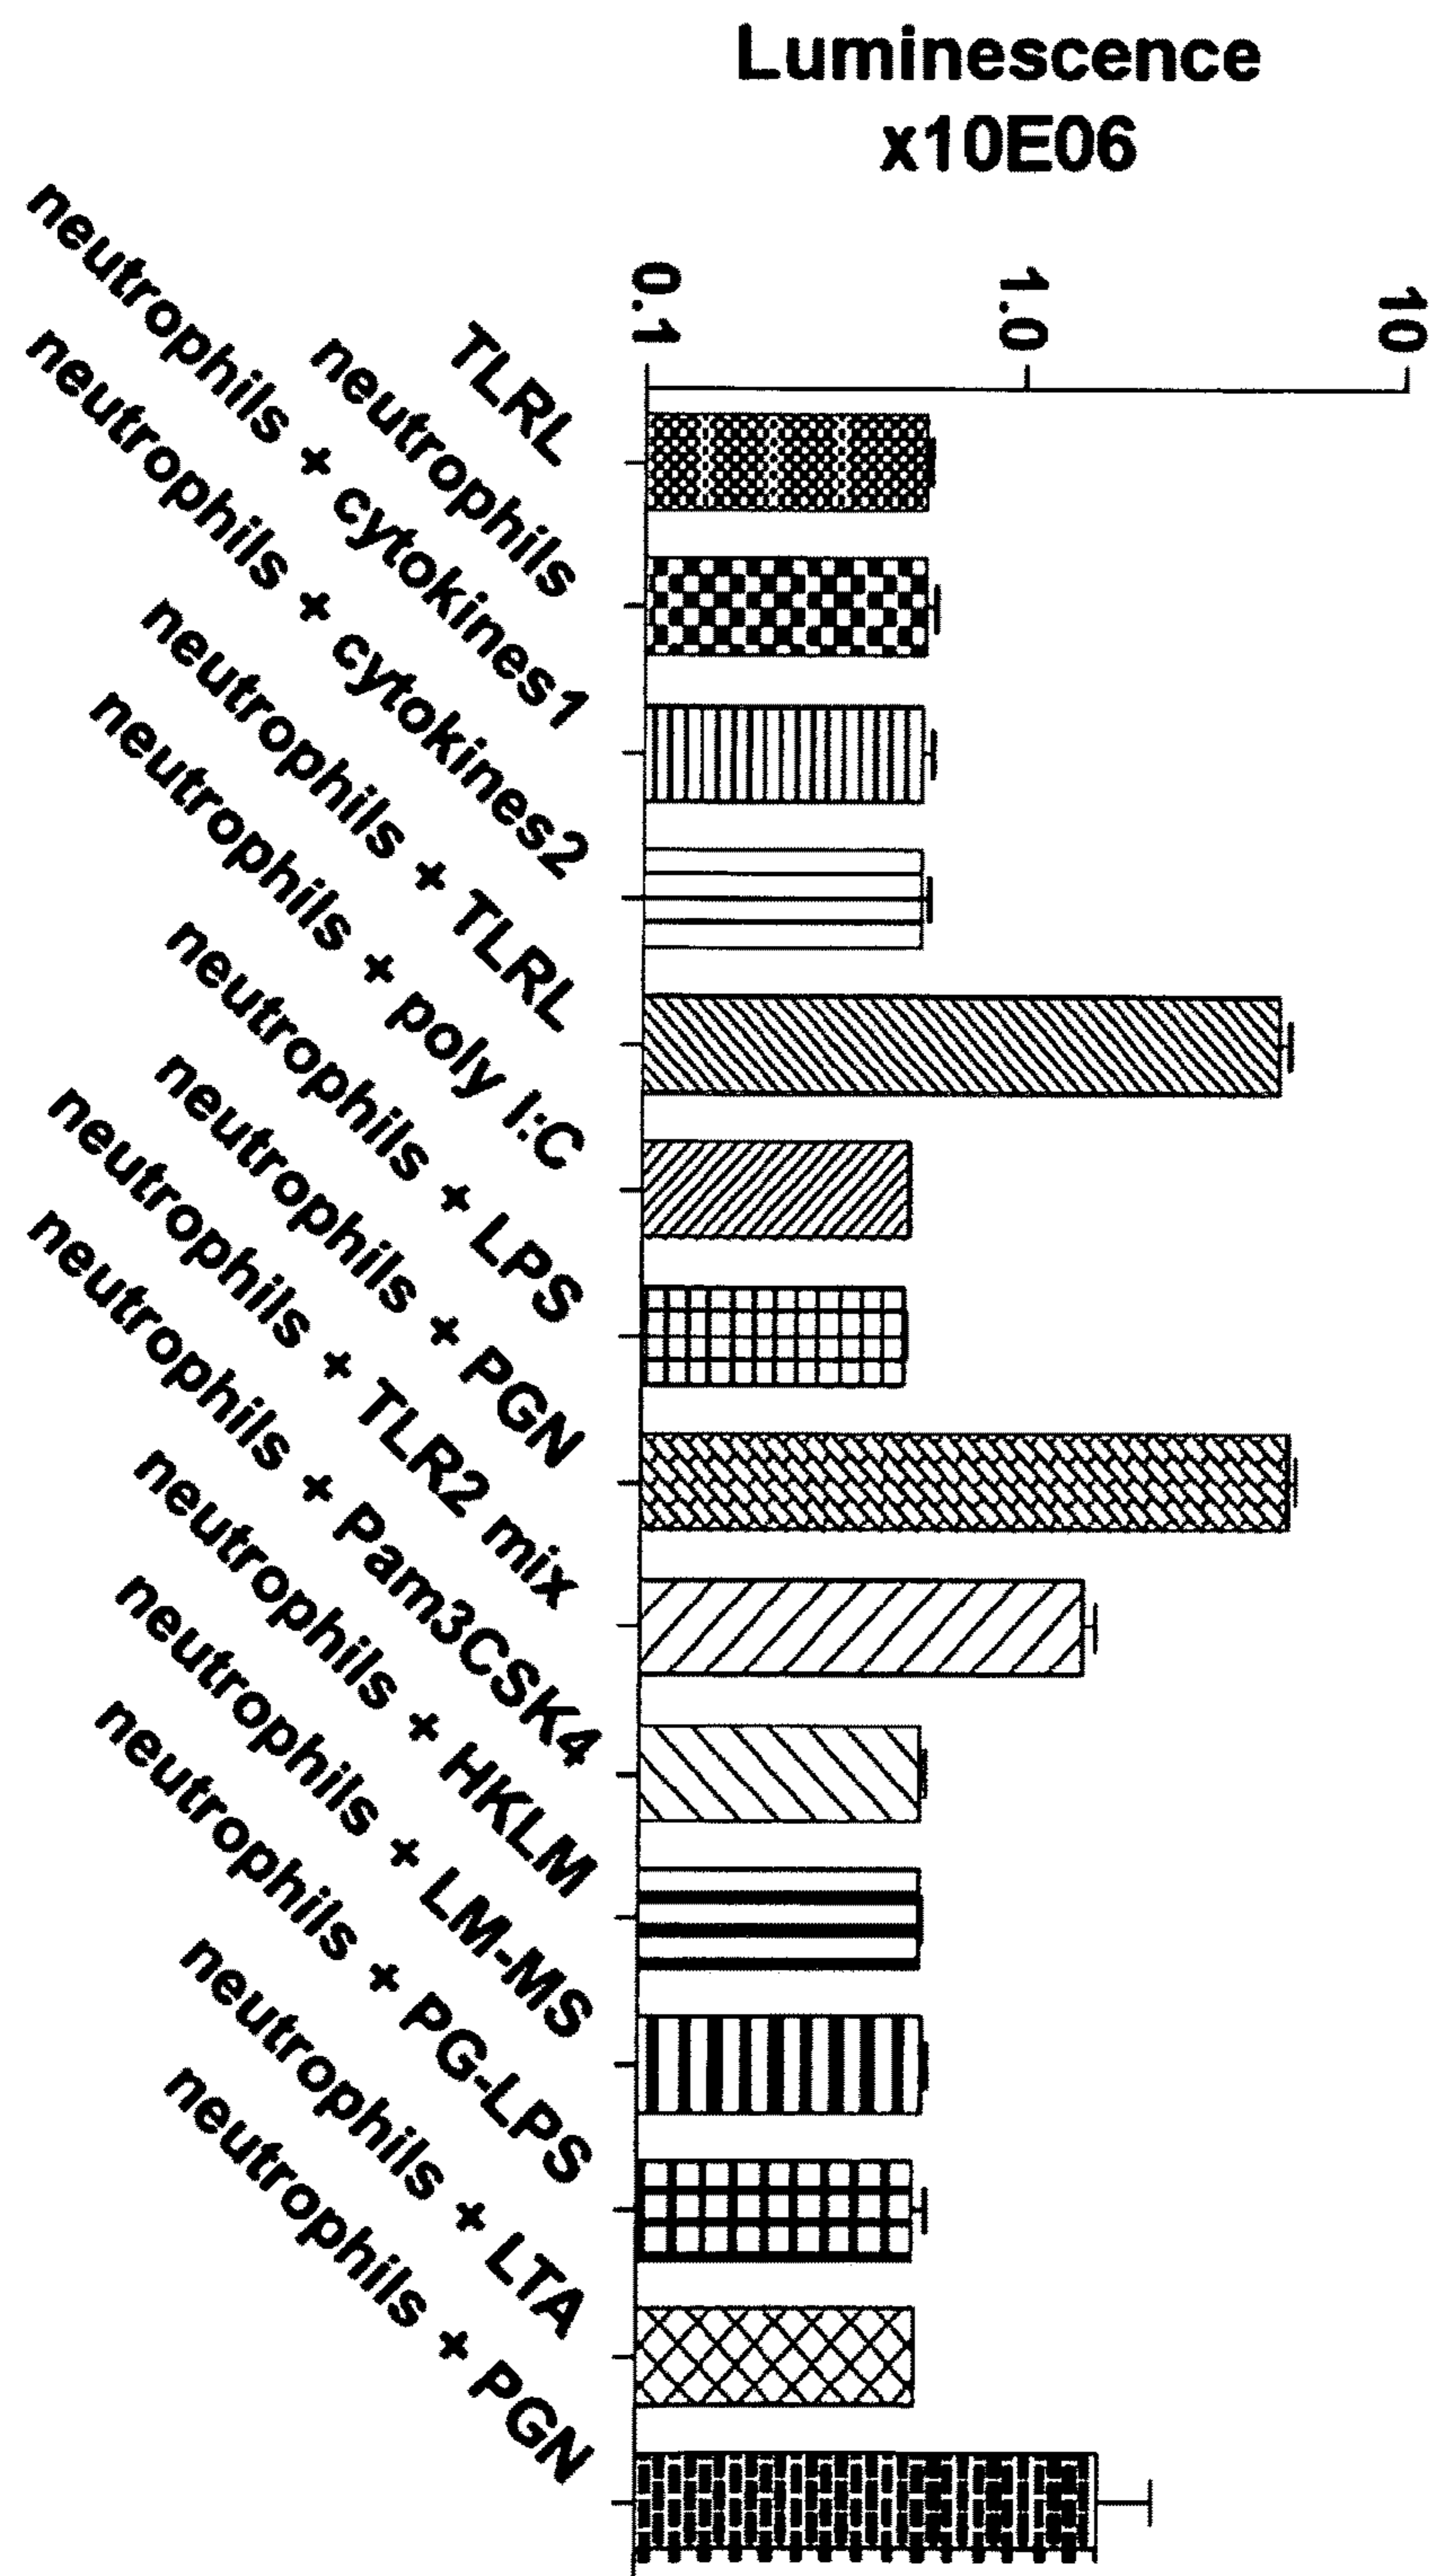 Luminescence
x10E06
0.1
1.0
10
TLRL
neutrophils
neutrophils + cytokines1
neutrophils + cytokines2
neutrophils + TLRL
neutrophils + poly I:C
neutrophils + LPS
neutrophils + PGN
neutrophils + TLR2 mix
neutrophils + Pam3CSK4
neutrophils + HKLM
neutrophils + LM-MS
neutrophils + PG-LPS
neutrophils + LTA
neutrophils + PGN